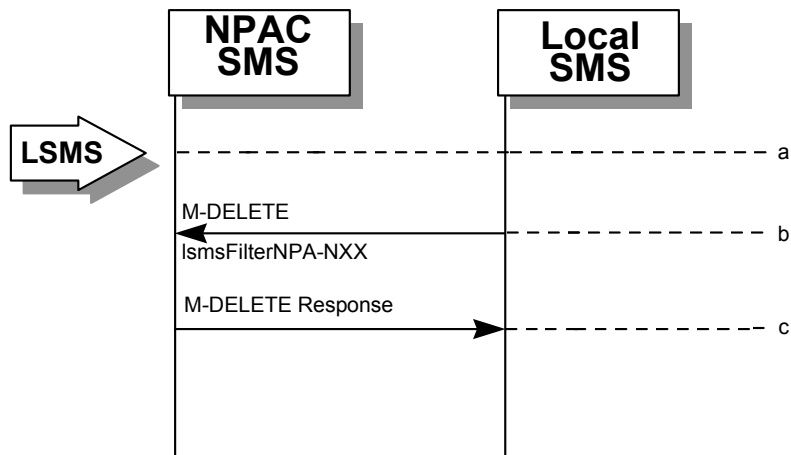 NPAC
SMS
Local
SMS
LSMS
a
M-DELETE
b
lsmsFilterNPA-NXX
M-DELETE Response
c